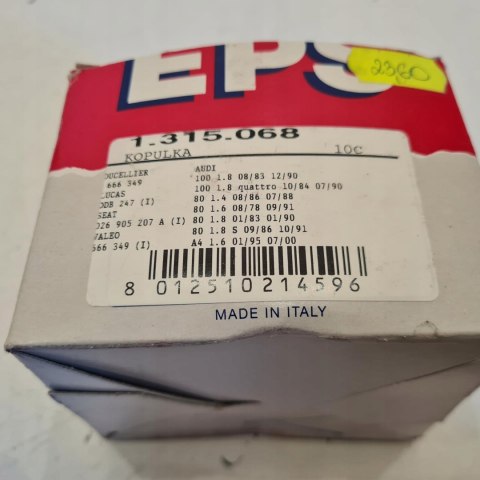 EPS
2360
1.315.068
KOPULKA 10C
DUCELLIER AUDI
666 349 100 1.8 08/83 12/90
LUCAS 100 1.8 quattro 10/84 07/90
DDB 247 (I) 80 1.4 08/86 07/88
SEAT 80 1.6 08/78 09/91
026 905 207 A (I) 80 1.8 01/83 01/90
VALEO 80 1.8 S 09/86 10/91
666 349 (I) A4 1.6 01/95 07/00
8 012510 214596
MADE IN ITALY